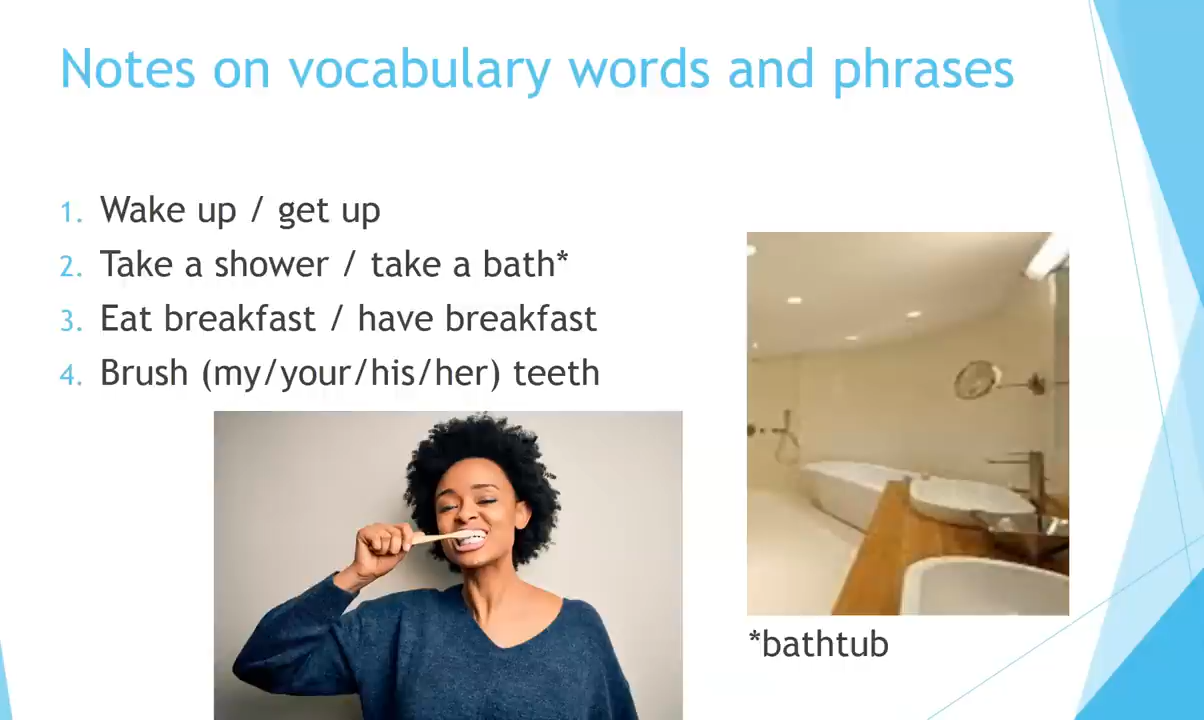 Notes on vocabulary words and phrases
1. Wake up / get up
2. Take a shower / take a bath*
3. Eat breakfast / have breakfast
4. Brush (my/your/his/her) teeth
*bathtub